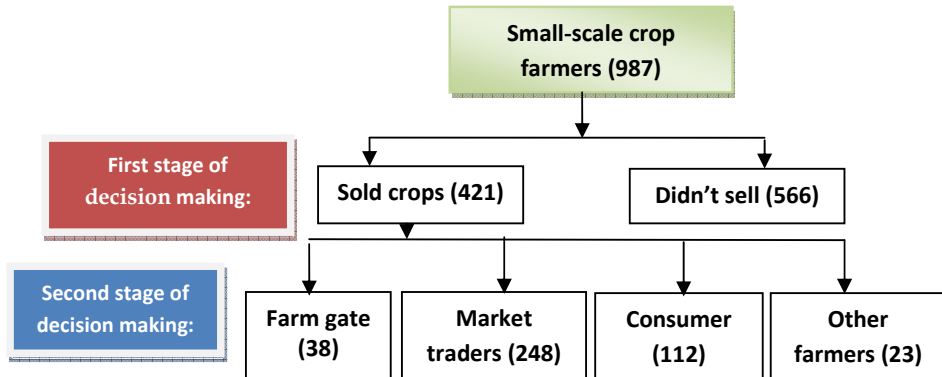 Small-scale crop
farmers (987)
First stage of
decision making:
Sold crops (421)
Didn’t sell (566)
Second stage of
decision making:
Farm gate
(38)
Market
traders (248)
Consumer
(112)
Other
farmers (23)